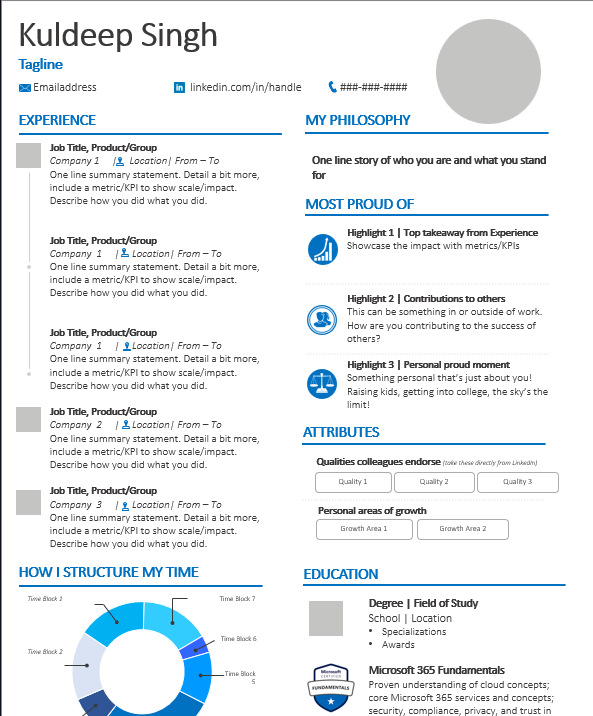 Kuldeep Singh
Tagline
Emailaddress
linkedin.com/in/handle
###-###-####
EXPERIENCE
Job Title, Product/Group
Company 1 | Location| From – To
One line summary statement. Detail a bit more,
include a metric/KPI to show scale/impact.
Describe how you did what you did.
Job Title, Product/Group
Company 1 | Location| From – To
One line summary statement. Detail a bit more,
include a metric/KPI to show scale/impact.
Describe how you did what you did.
Job Title, Product/Group
Company 1 | Location| From – To
One line summary statement. Detail a bit more,
include a metric/KPI to show scale/impact.
Describe how you did what you did.
Job Title, Product/Group
Company 2 | Location| From – To
One line summary statement. Detail a bit more,
include a metric/KPI to show scale/impact.
Describe how you did what you did.
Job Title, Product/Group
Company 3 | Location| From – To
One line summary statement. Detail a bit more,
include a metric/KPI to show scale/impact.
Describe how you did what you did.
HOW I STRUCTURE MY TIME
Time Block 1
Time Block 7
Time Block 6
Time Block 2
Time Block
5
MY PHILOSOPHY
One line story of who you are and what you stand
for
MOST PROUD OF
Highlight 1 | Top takeaway from Experience
Showcase the impact with metrics/KPIs
Highlight 2 | Contributions to others
This can be something in or outside of work.
How are you contributing to the success of
others?
Highlight 3 | Personal proud moment
Something personal that's just about you!
Raising kids, getting into college, the sky's the
limit!
ATTRIBUTES
Qualities colleagues endorse (take these directly from LinkedIn)
Quality 1
Quality 2
Quality 3
Personal areas of growth
Growth Area 1
Growth Area 2
EDUCATION
Degree | Field of Study
School | Location
• Specializations
• Awards
Microsoft
CERTIFIED
FUNDAMENTALS
Microsoft 365 Fundamentals
Proven understanding of cloud concepts;
core Microsoft 365 services and concepts;
security, compliance, privacy, and trust in